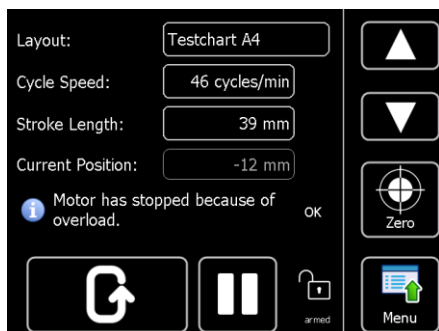 Layout: Testchart A4
Cycle Speed: 46 cycles/min
Stroke Length: 39 mm
Current Position: -12 mm
Motor has stopped because of
overload. OK
Zero
armed
Menu